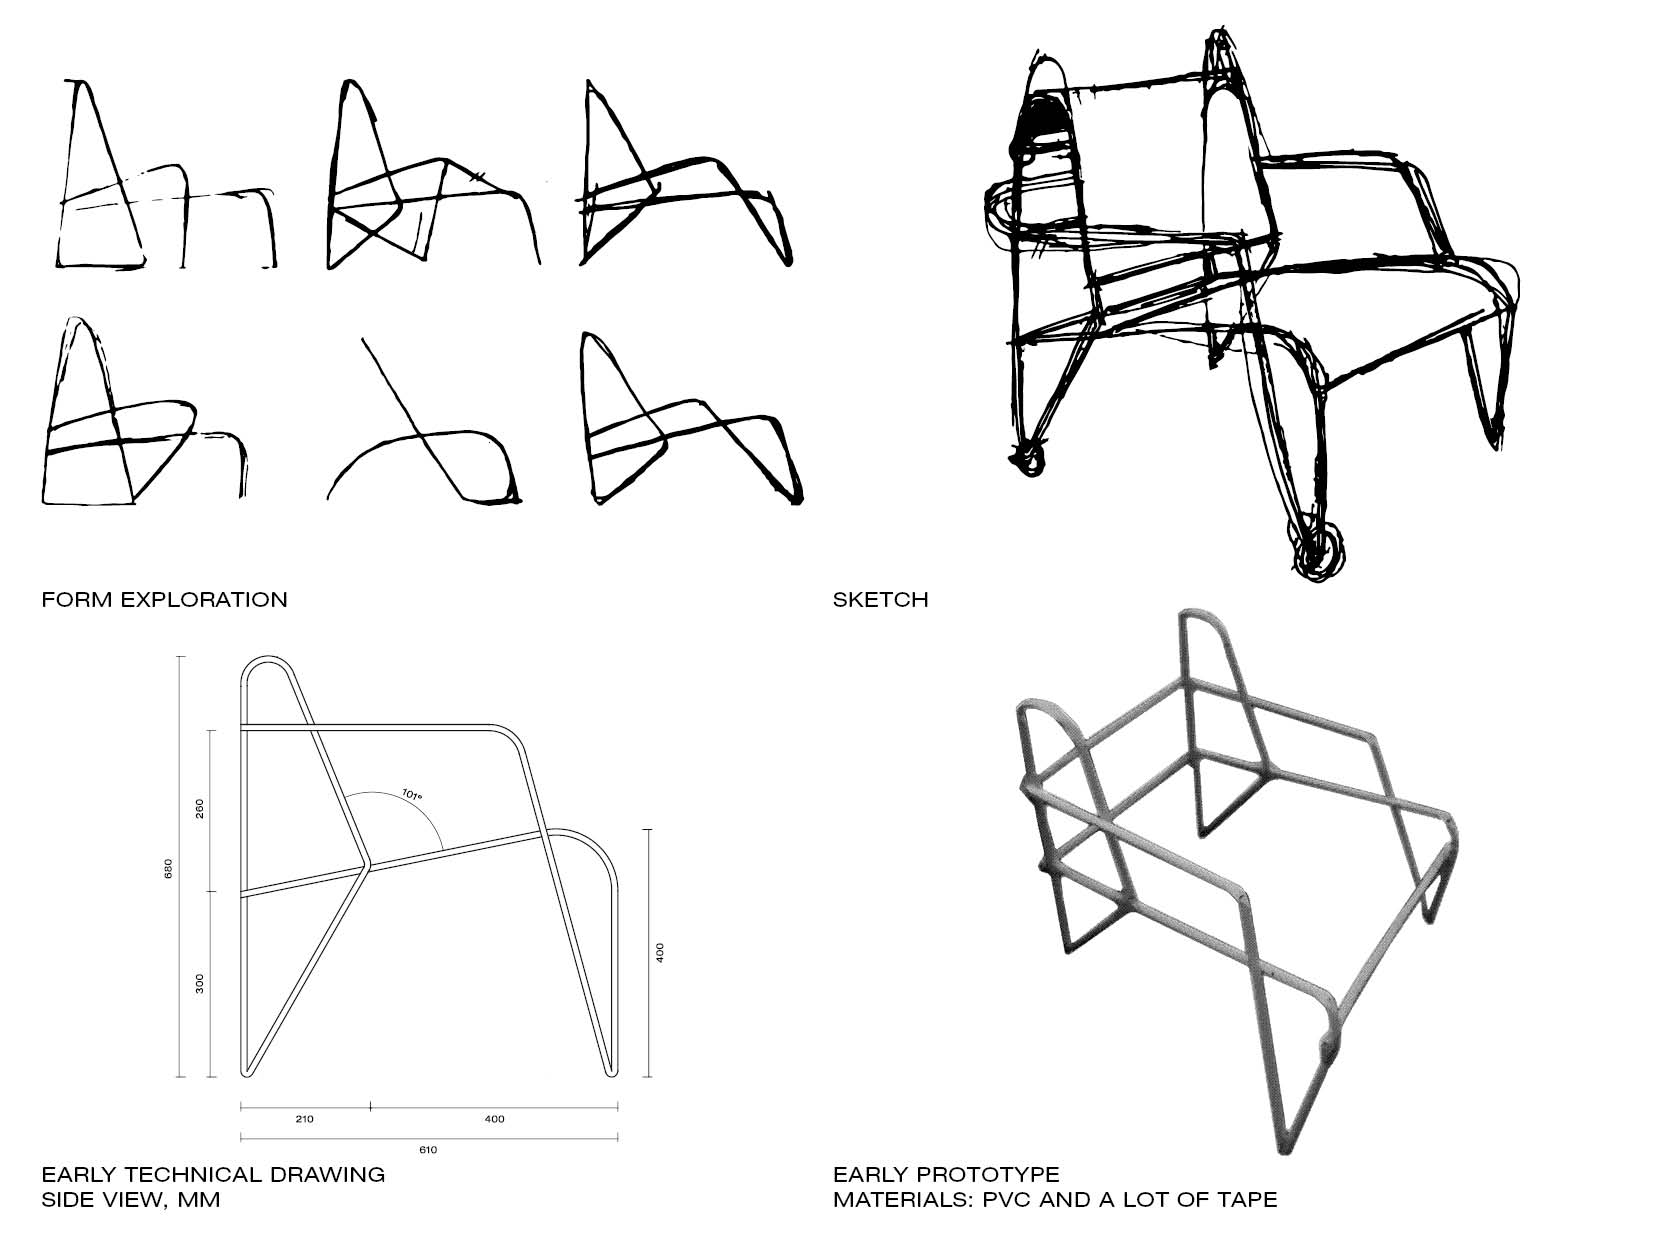 FORM EXPLORATION
SKETCH
101°
260
680
300
400
210
400
610
EARLY TECHNICAL DRAWING
SIDE VIEW, MM
EARLY PROTOTYPE
MATERIALS: PVC AND A LOT OF TAPE